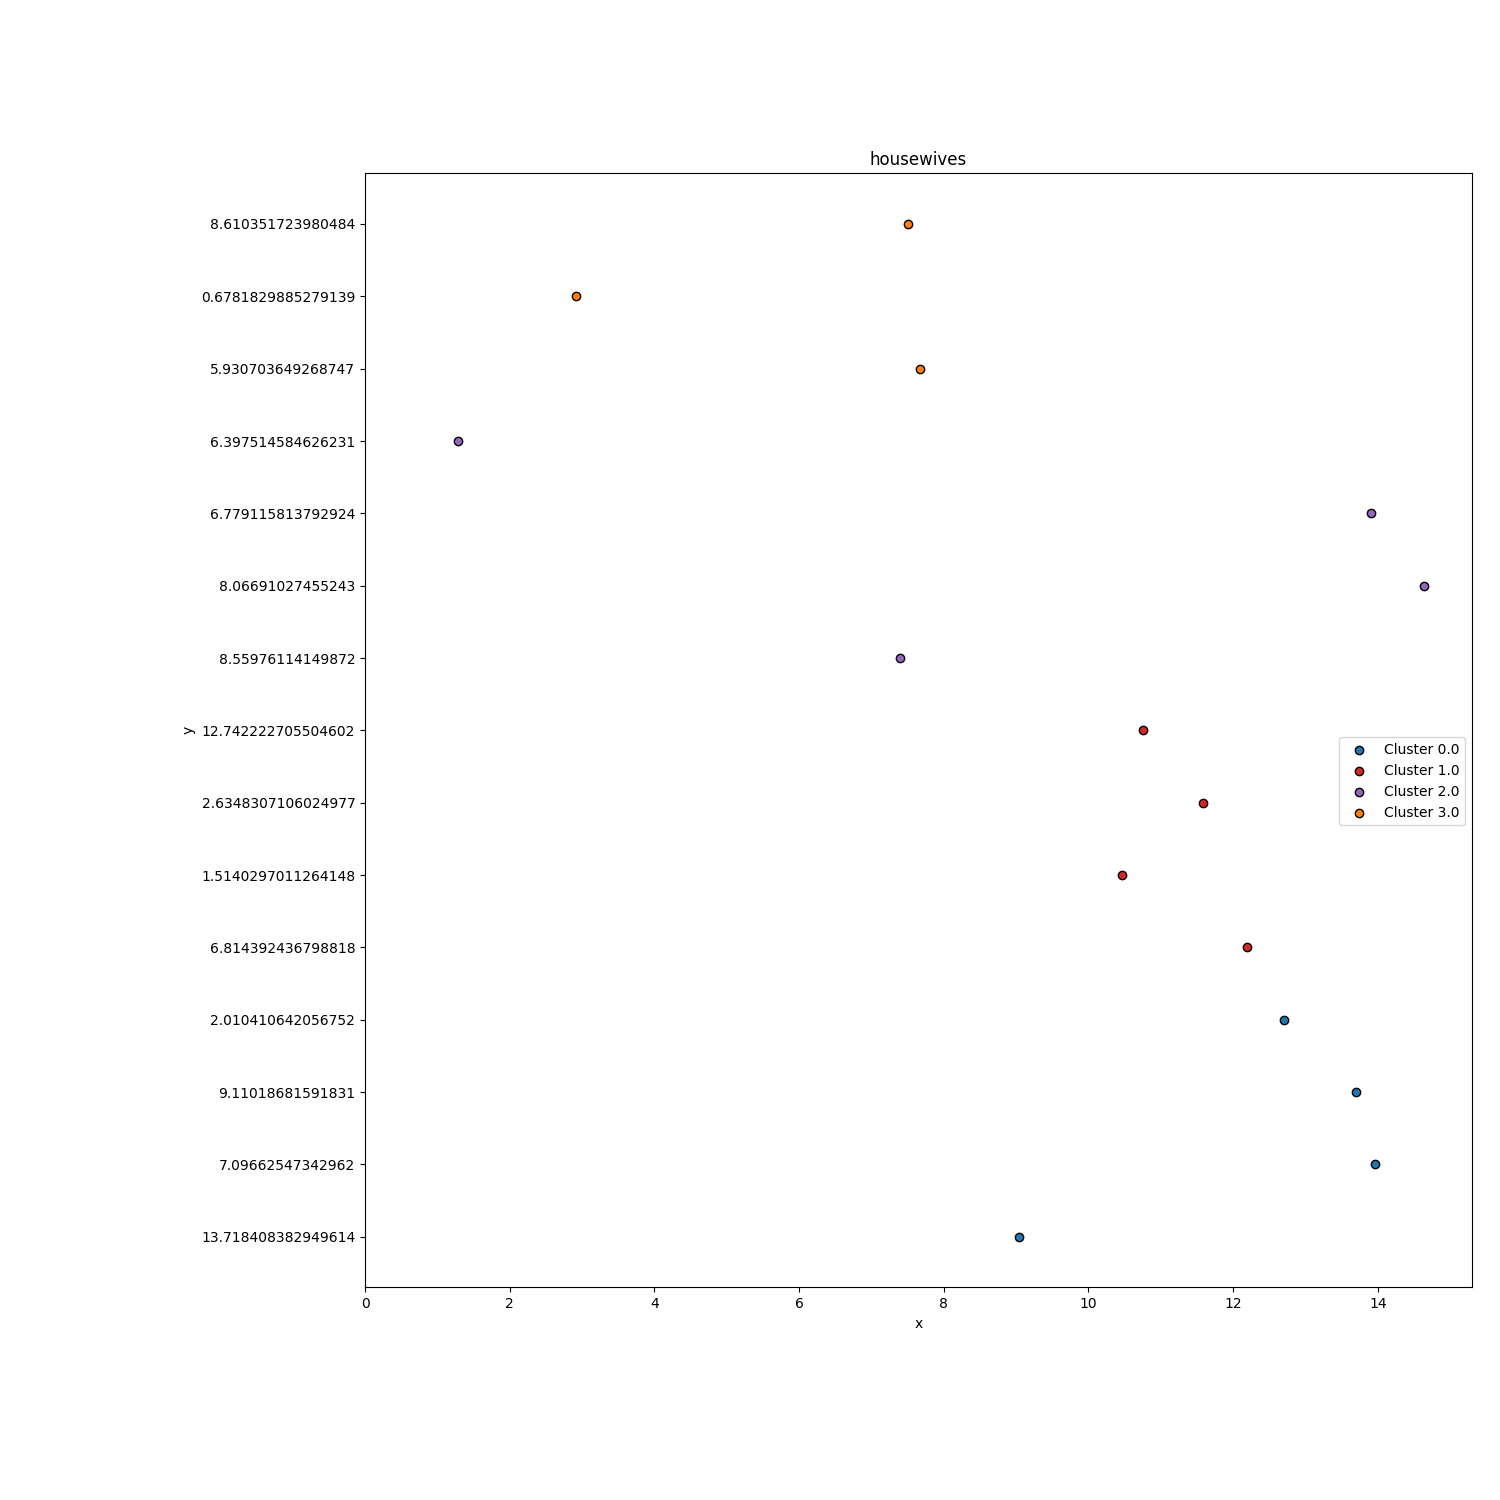 housewives
8.610351723980484
0.6781829885279139
5.930703649268747
6.397514584626231
6.779115813792924
8.06691027455243
8.55976114149872
y
12.742222705504602
2.6348307106024977
1.5140297011264148
6.814392436798818
2.010410642056752
9.11018681591831
7.09662547342962
13.718408382949614
Cluster 0.0
Cluster 1.0
Cluster 2.0
Cluster 3.0
0 2 4 6 8 10 12 14
x